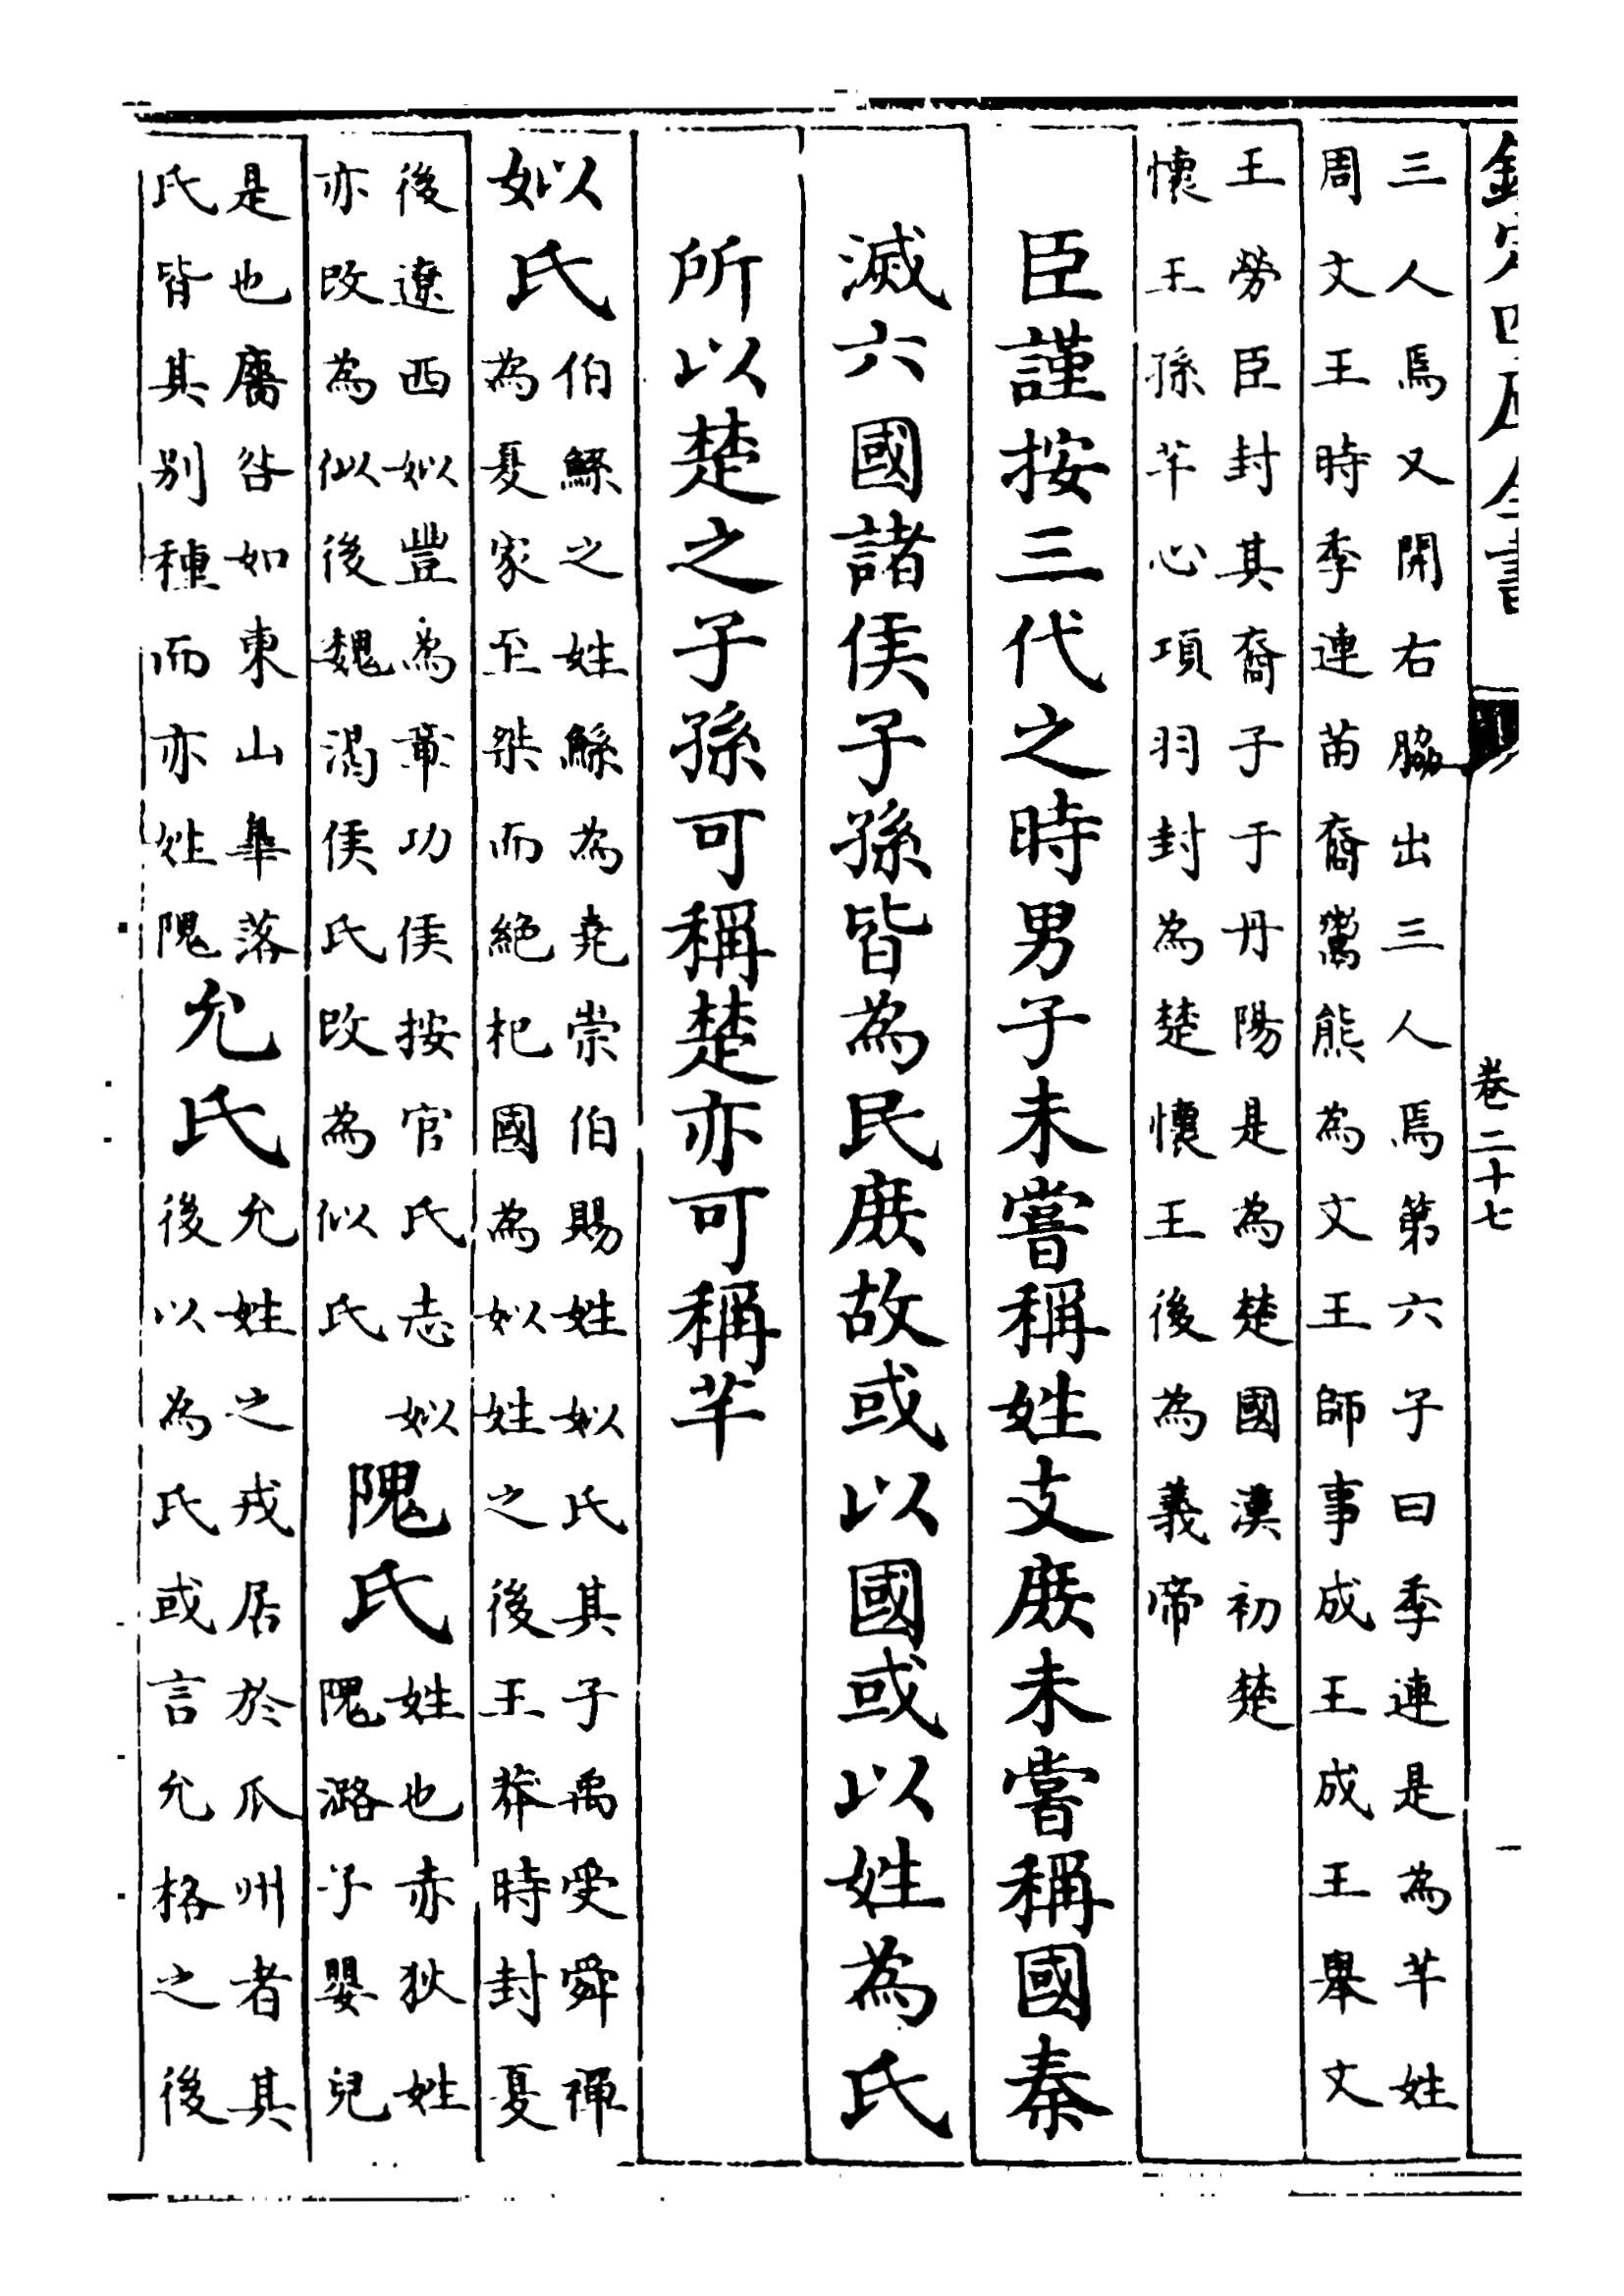 欽定四庫全書
卷二十七
三人焉又開右脇出三人焉第六子曰季連是為芊姓
周文王時季連苗裔鬻熊為文王師事成王成王舉文
王勞臣封其裔子于丹陽是為楚國漢漢初楚
懷王王孫芊心項羽封為楚懷王後為義帝
臣謹按三代之時男子未嘗稱姓支庶未嘗稱國秦
滅六國諸侯子孫皆為民庶故或以國或以姓為氏
所以楚之子孫可稱楚亦可稱芊
姒氏
伯鯀之姓鯀為堯崇伯賜姓姒氏其子禹受舜禪
為夏家至桀而絶杞國為姒姓之後王莽時封夏
後遼西姒豐為章功侯按官氏志姒
亦改為似後魏渴侯氏改為似氏
隗氏
姓也赤狄姓
隗潞子嬰兒
是也廧咎如東山臯落
氏皆其别種而亦姓隗
允氏
允姓之戎居於瓜州者其
後以為氏或言允格之後